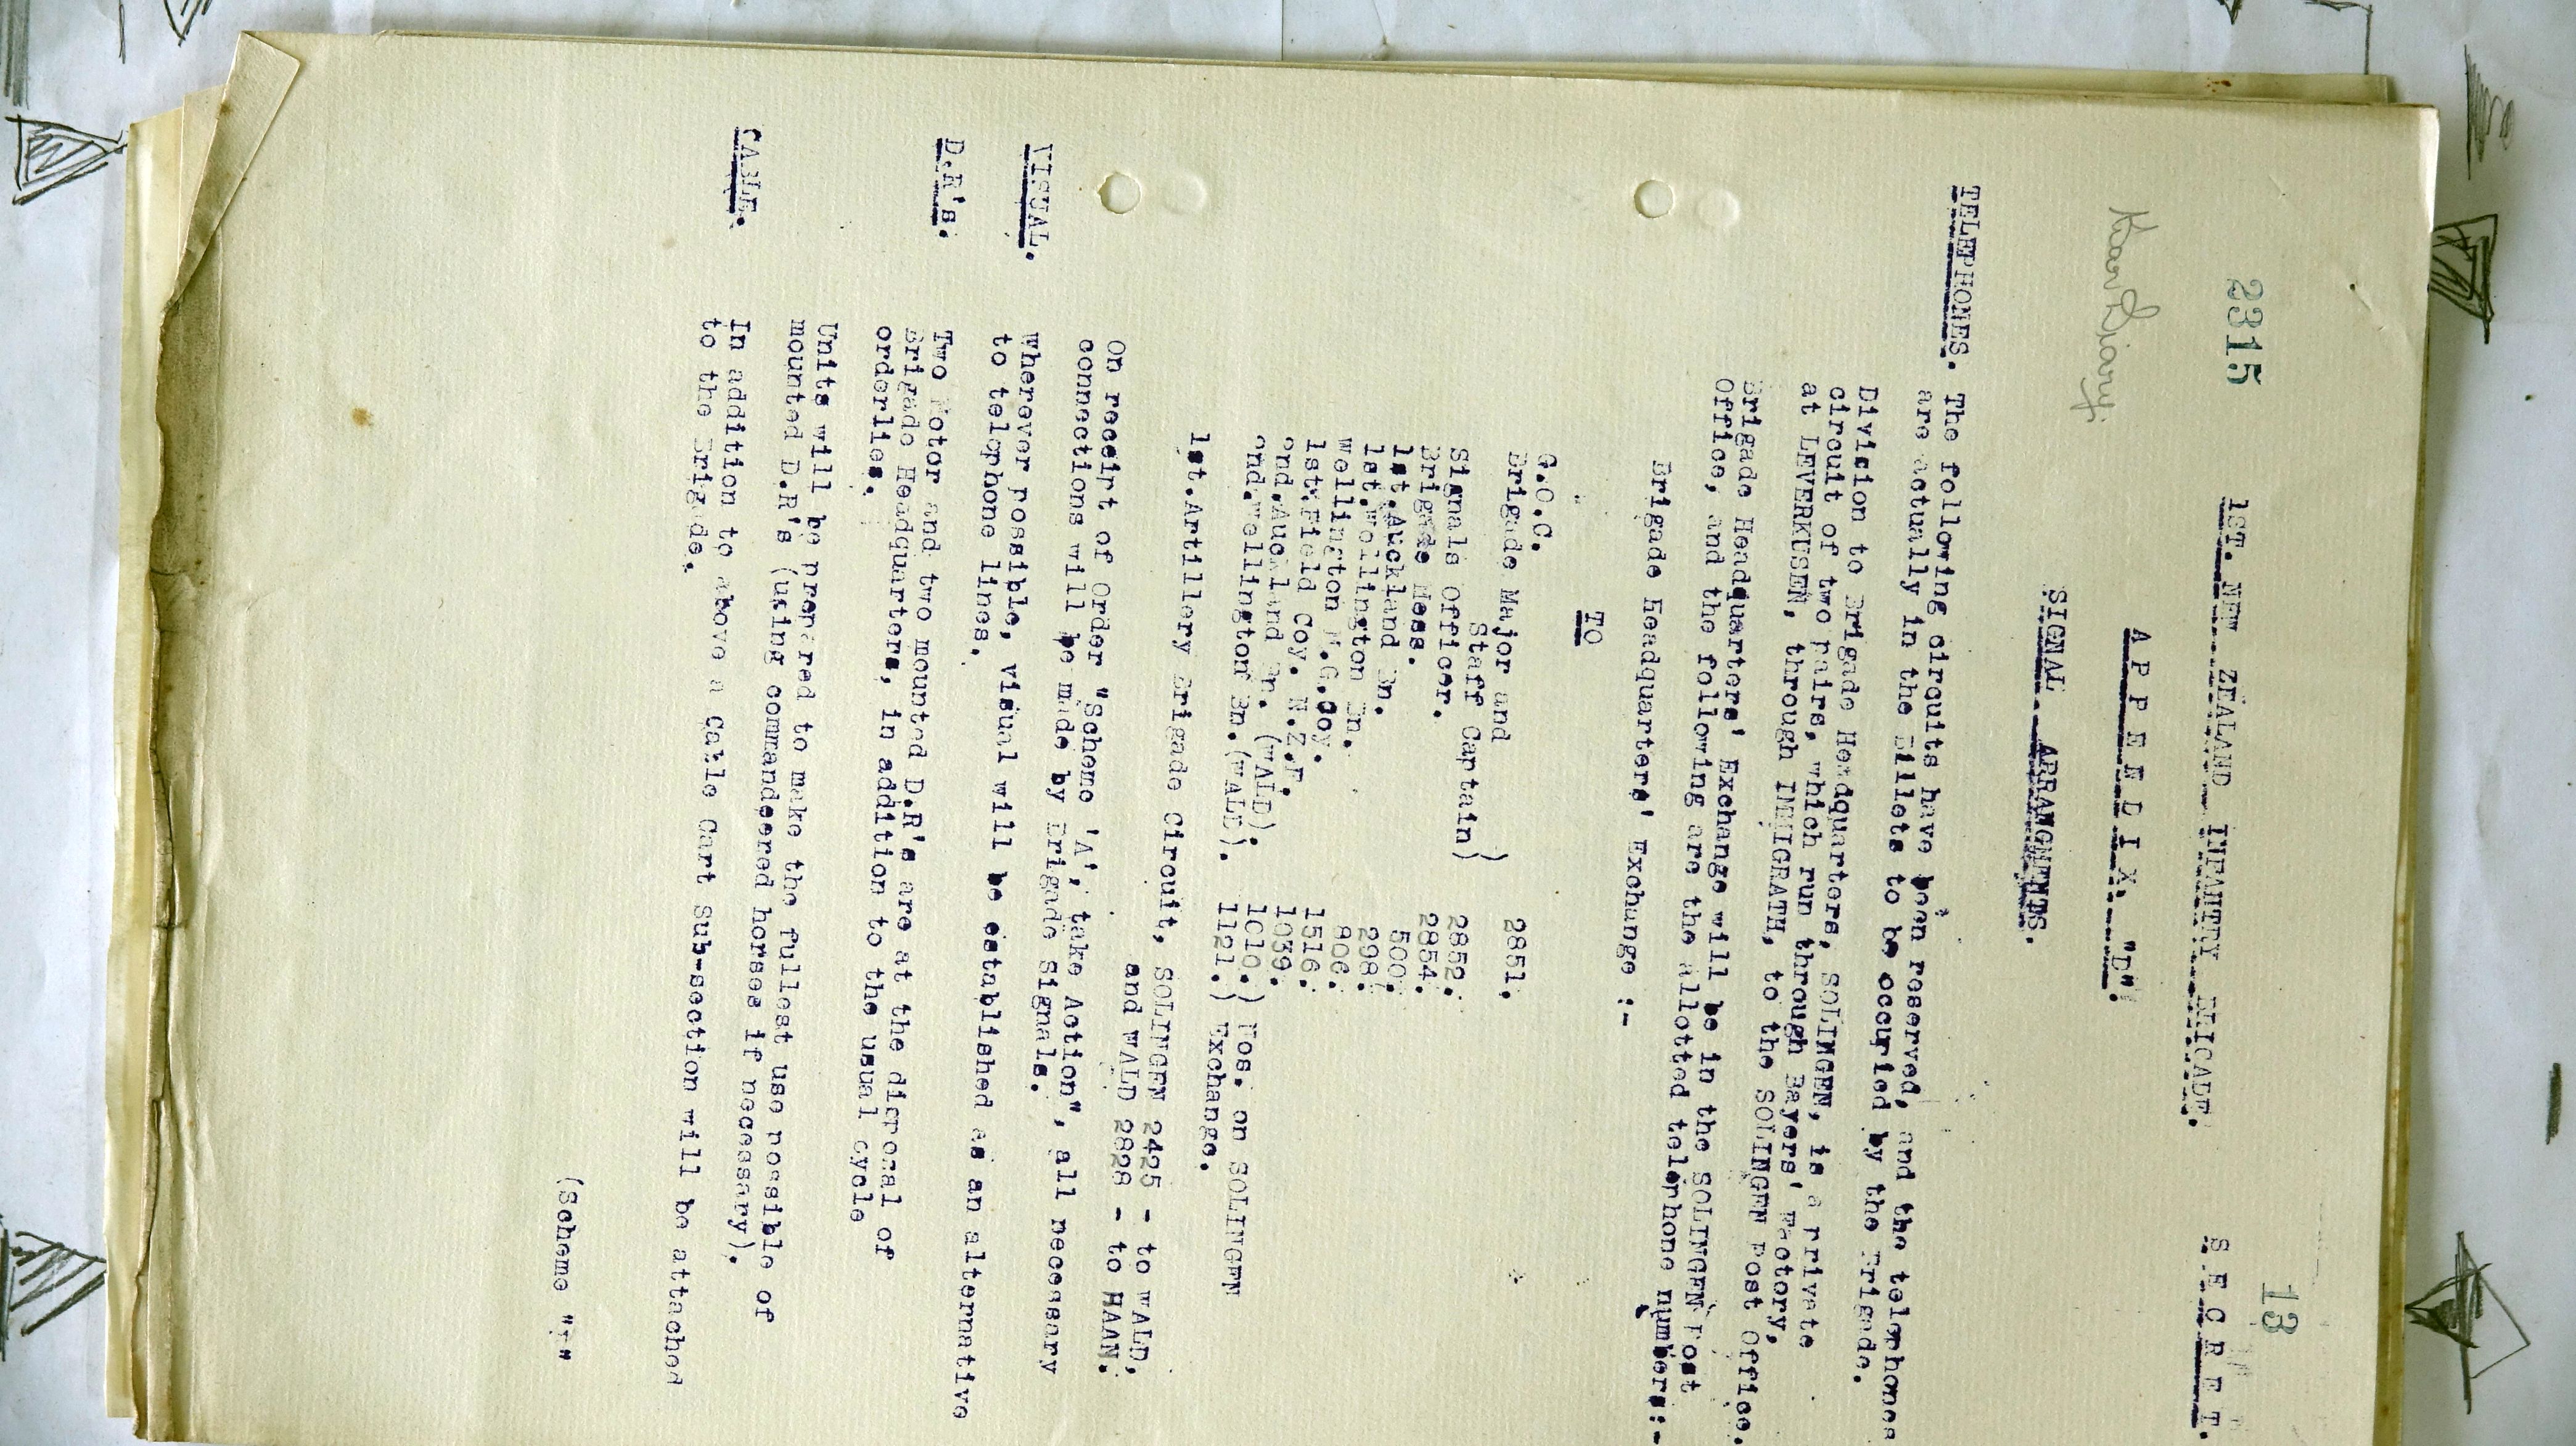 2315
13
1ST. NEW ZEALAND INFANTRY BRIGADE.
S E C R E T.
A P P E N D I X. "D".
War Diary
SIGNAL ARRANGMENTS.
TELEPHONES. The following circuits have been reserved, and the telephones
are actually in the Billets to be occupied by the Brigade.
Division to Brigade Headquarters, SOLINGEN, is a private
circuit of two pairs, which run through Bayers' Factory,
at LEVERKUSEN, through IMMIGRATH, to the SOLINGEN Post Office.
Brigade Headquarters' Exchange will be in the SOLINGEN Post
Office, and the following are the allotted telephone numbers:-
Brigade Headquarters' Exchange :-
TO
G.O.C.
Brigade Major and ) 2851.
Staff Captain)
Signals Officer. 2852.
Brigade Mess. 2854.
1st.Auckland Bn. 500.
1st.Wellington Bn. 298.
Wellington M.G.Coy. 806.
1st.Field Coy. N.Z.E. 1516.
2nd.Auckland Bn. (WALD). 1039.
2nd.Wellington Bn.(WALD). 1010.) Nos. on SOLINGEN
1121.) Exchange.
1st.Artillery Brigade Circuit, SOLINGEN 2425 - to WALD,
and WALD 2828 - to HAAN.
On receipt of Order "Scheme 'A', take Action", all necessary
connections will be made by Brigade Signals.
VISUAL. Wherever possible, visual will be established as an alternative
to telephone lines.
D.R's. Two Motor and two mounted D.R's are at the disposal of
Brigade Headquarters, in addition to the usual cycle
orderlies.
Units will be prepared to make the fullest use possible of
mounted D.R's (using commandeered horses if necessary).
CABLE. In addition to above a Cable Cart Sub-section will be attached
to the Brigade.
(Scheme